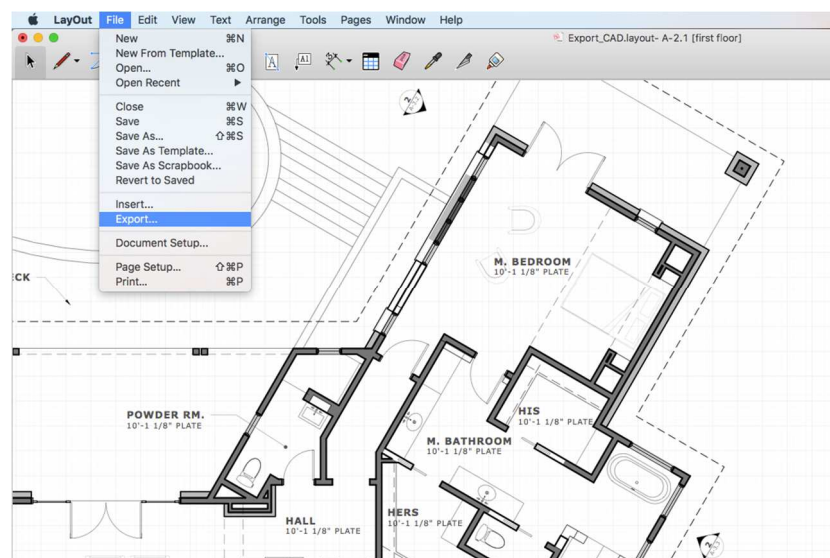 LayOut File Edit View Text Arrange Tools Pages Window Help
Export_CAD.layout- A-2.1 [first floor]
New ⌘N
New From Template...
Open... ⌘O
Open Recent ▶
Close ⌘W
Save ⌘S
Save As... ⇧⌘S
Save As Template...
Save As Scrapbook...
Revert to Saved
Insert...
Export...
Document Setup...
Page Setup... ⇧⌘P
Print... ⌘P
A A1
CK
M. BEDROOM
10'-1 1/8" PLATE
POWDER RM.
10'-1 1/8" PLATE
HIS
10'-1 1/8" PLATE
M. BATHROOM
10'-1 1/8" PLATE
HERS
10'-1 1/8" PLATE
HALL
10'-1 1/8" PLATE